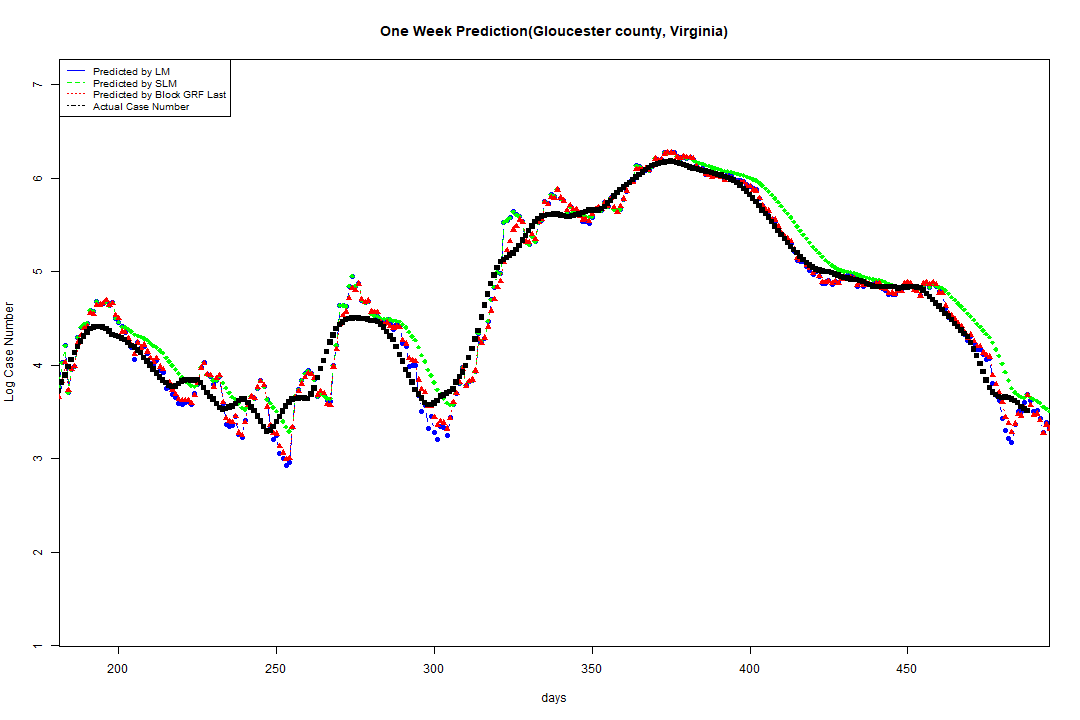 One Week Prediction(Gloucester county, Virginia)
Predicted by LM
Predicted by SLM
Predicted by Block GRF Last
Actual Case Number
7
6
5
4
3
2
1
Log Case Number
200 250 300 350 400 450
days